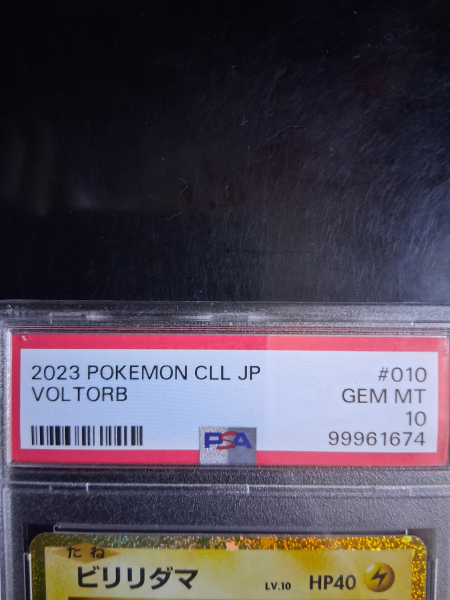 2023 POKEMON CLL JP #010
VOLTORB GEM MT
10
PSA 99961674
たね
ビリリダマ LV.10 HP40